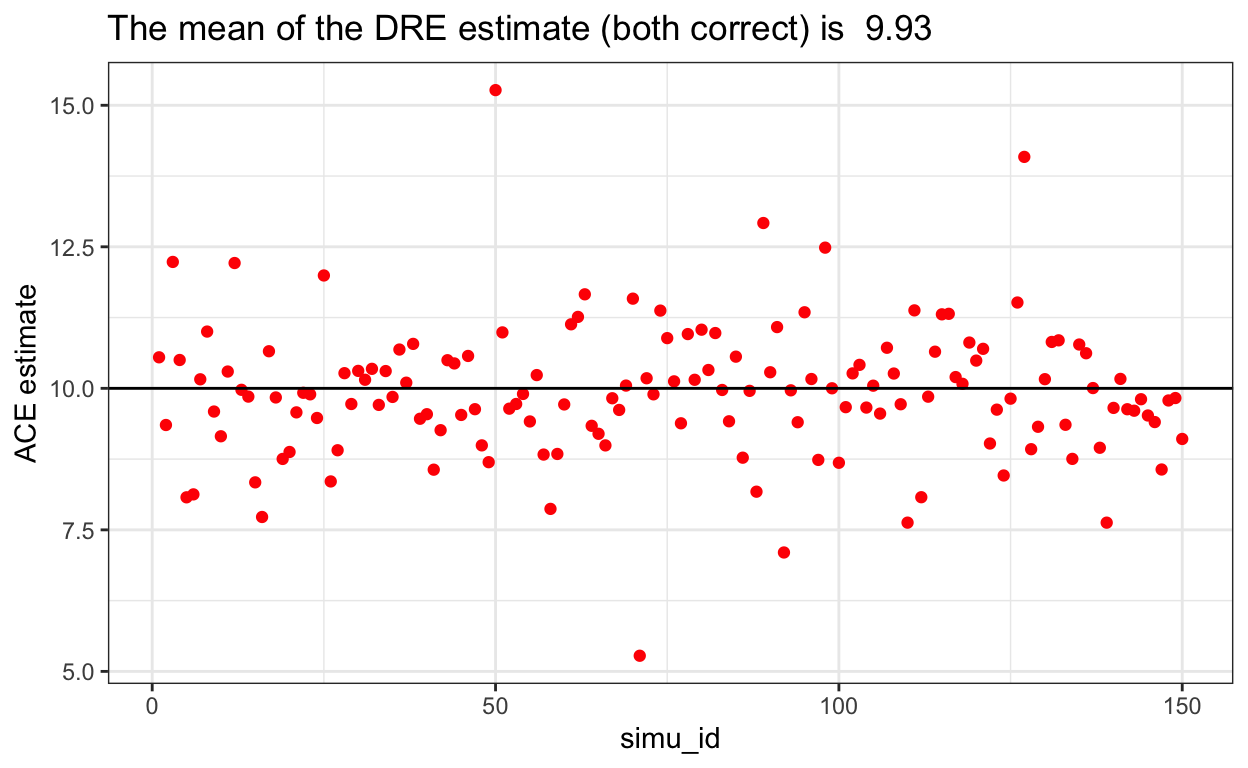 The mean of the DRE estimate (both correct) is  9.93
ACE estimate
15.0
12.5
10.0
7.5
5.0
0 50 100 150
simu_id